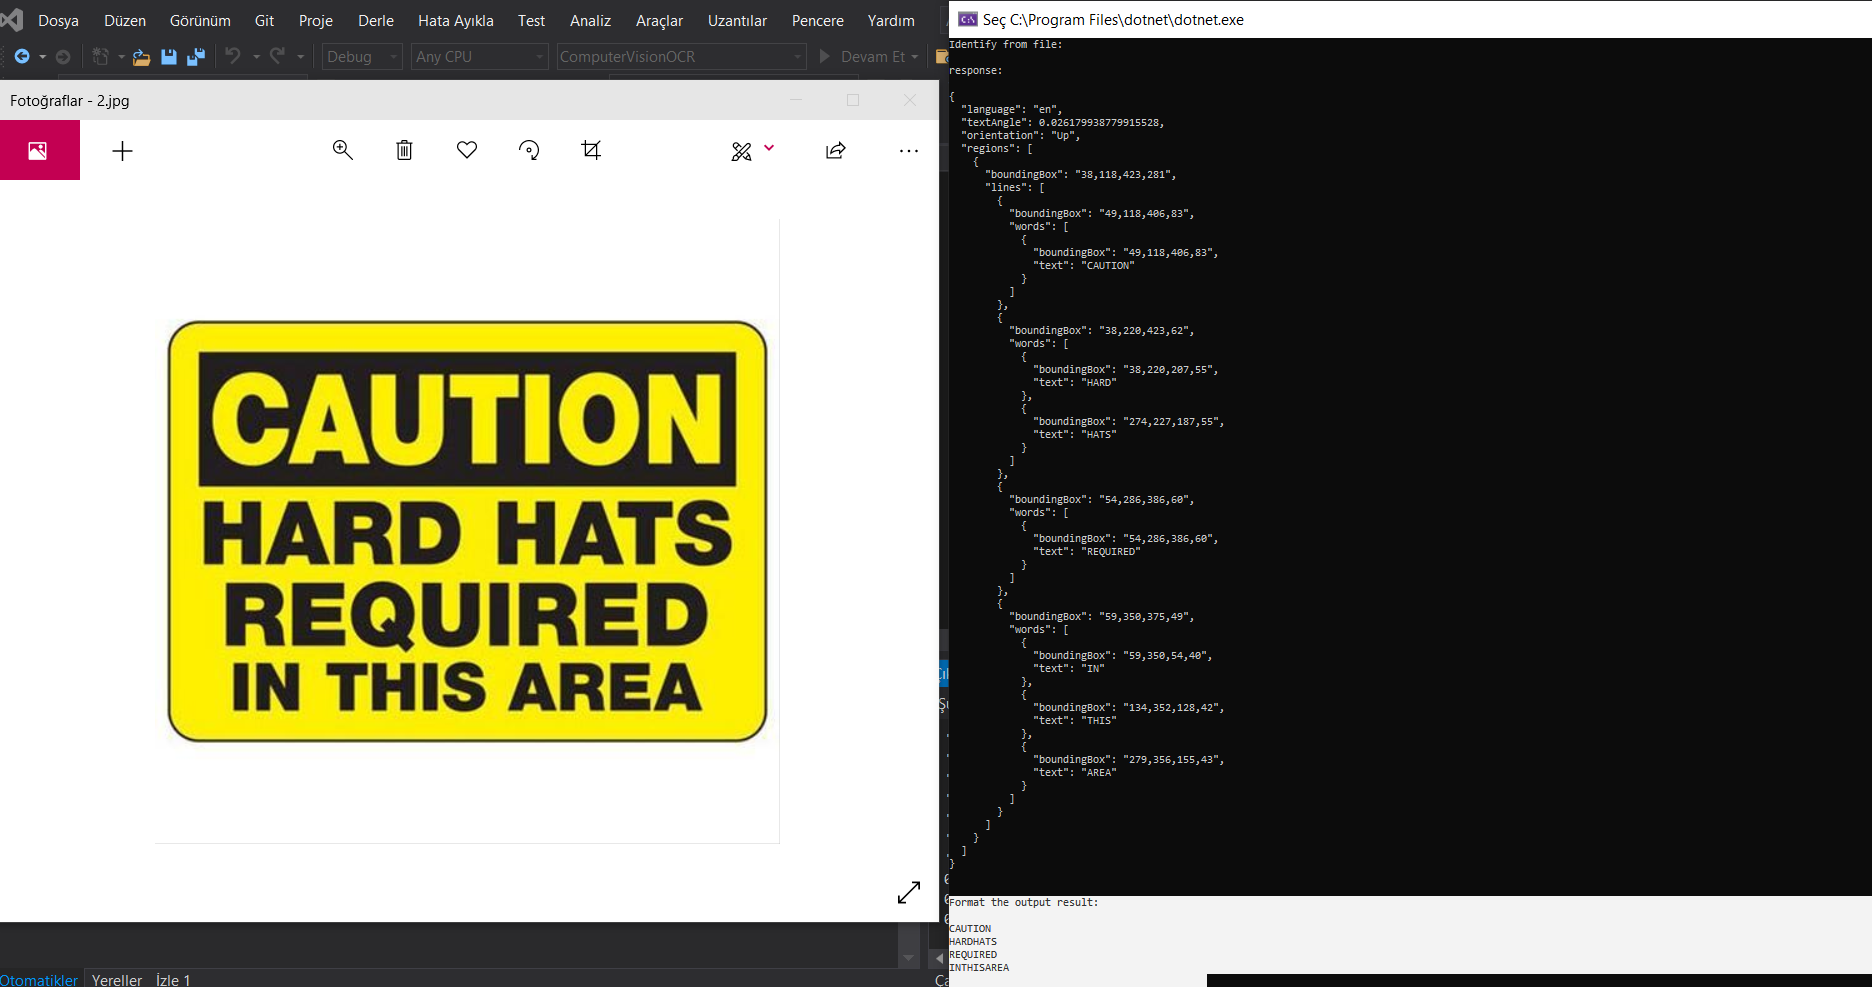 Dosya Düzen Görünüm Git Proje Derle Hata Ayıkla Test Analiz Araçlar Uzantılar Pencere Yardım
Debug Any CPU ComputerVisionOCR Devam Et
Fotoğraflar - 2.jpg
CAUTION
HARD HATS
REQUIRED
IN THIS AREA
Otomatikler Yereller İzle 1
Seç C:\Program Files\dotnet\dotnet.exe
Identify from file:
response:
{
"language": "en",
"textAngle": 0.026179938779915528,
"orientation": "Up",
"regions": [
{
"boundingBox": "38,118,423,281",
"lines": [
{
"boundingBox": "49,118,406,83",
"words": [
{
"boundingBox": "49,118,406,83",
"text": "CAUTION"
}
]
},
{
"boundingBox": "38,220,423,62",
"words": [
{
"boundingBox": "38,220,207,55",
"text": "HARD"
},
{
"boundingBox": "274,227,187,55",
"text": "HATS"
}
]
},
{
"boundingBox": "54,286,386,60",
"words": [
{
"boundingBox": "54,286,386,60",
"text": "REQUIRED"
}
]
},
{
"boundingBox": "59,350,375,49",
"words": [
{
"boundingBox": "59,350,54,40",
"text": "IN"
},
{
"boundingBox": "134,352,128,42",
"text": "THIS"
},
{
"boundingBox": "279,356,155,43",
"text": "AREA"
}
]
}
]
}
]
}
Format the output result:
CAUTION
HARDHATS
REQUIRED
INTHISAREA